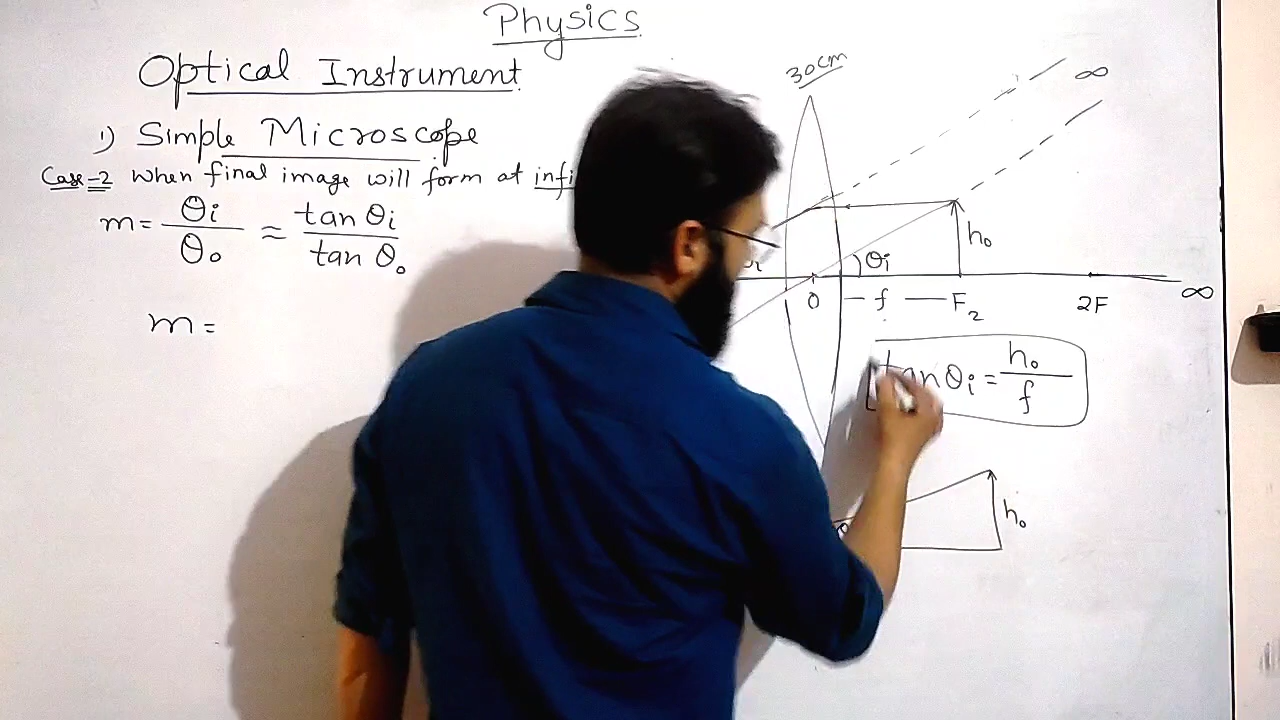 Physics
Optical Instrument
1) Simple Microscope
Case-2 When final image will form at infi
m = θi / θo ≈ tan θi / tan θo
m =
30cm
∞
ho
θi
O f F2 2F ∞
tan θi = ho / f
ho